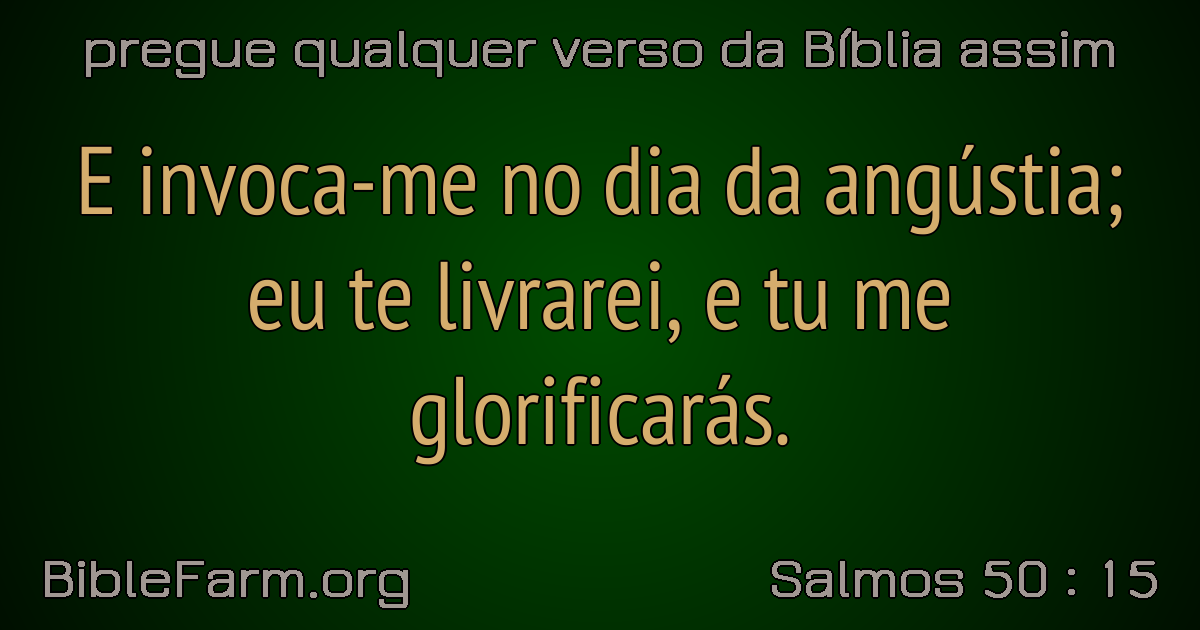 pregue qualquer verso da Bíblia assim
E invoca-me no dia da angústia;
eu te livrarei, e tu me
glorificarás.
BibleFarm.org
Salmos 50 : 15